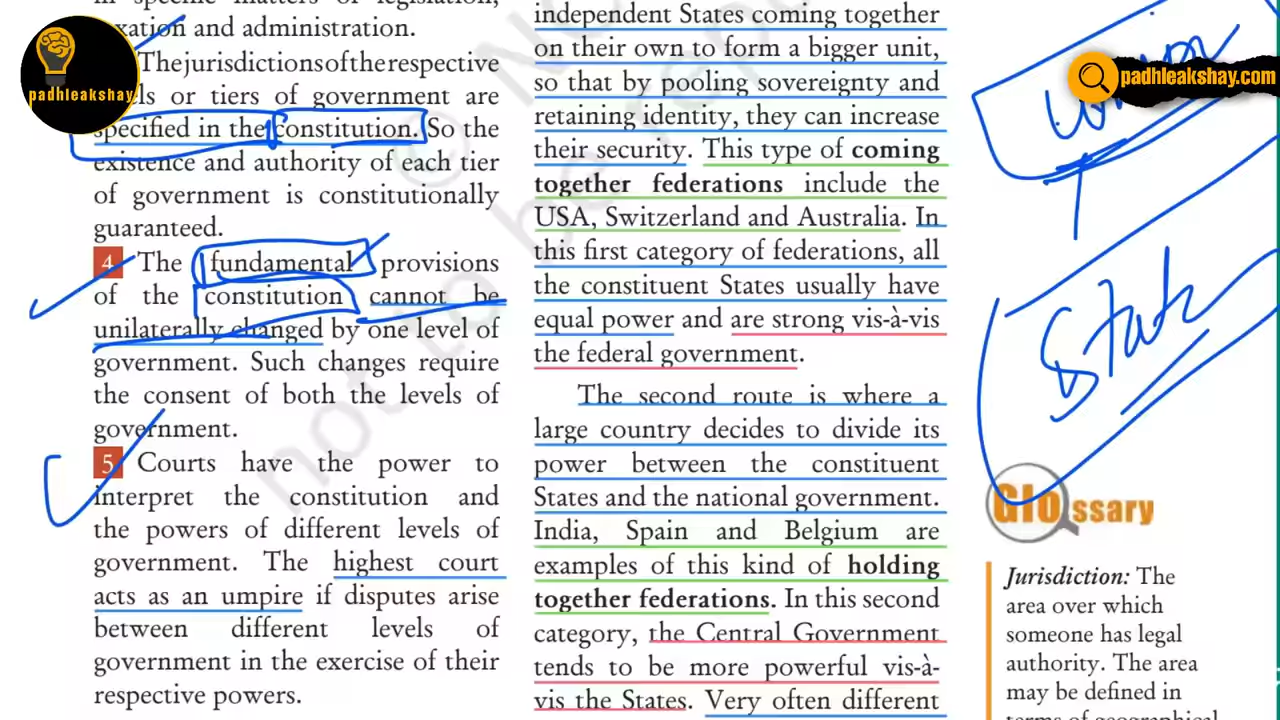 in specific matters of legislation,
taxation and administration.
The jurisdictions of the respective
levels or tiers of government are
specified in the constitution. So the
existence and authority of each tier
of government is constitutionally
guaranteed.
4 The fundamental provisions
of the constitution cannot be
unilaterally changed by one level of
government. Such changes require
the consent of both the levels of
government.
5 Courts have the power to
interpret the constitution and
the powers of different levels of
government. The highest court
acts as an umpire if disputes arise
between different levels of
government in the exercise of their
respective powers.
independent States coming together
on their own to form a bigger unit,
so that by pooling sovereignty and
retaining identity, they can increase
their security. This type of coming
together federations include the
USA, Switzerland and Australia. In
this first category of federations, all
the constituent States usually have
equal power and are strong vis-à-vis
the federal government.
The second route is where a
large country decides to divide its
power between the constituent
States and the national government.
India, Spain and Belgium are
examples of this kind of holding
together federations. In this second
category, the Central Government
tends to be more powerful vis-à-
vis the States. Very often different
State
Glossary
Jurisdiction: The
area over which
someone has legal
authority. The area
may be defined in
terms of geographical
padhleakshay
padhleakshay.com
not to be